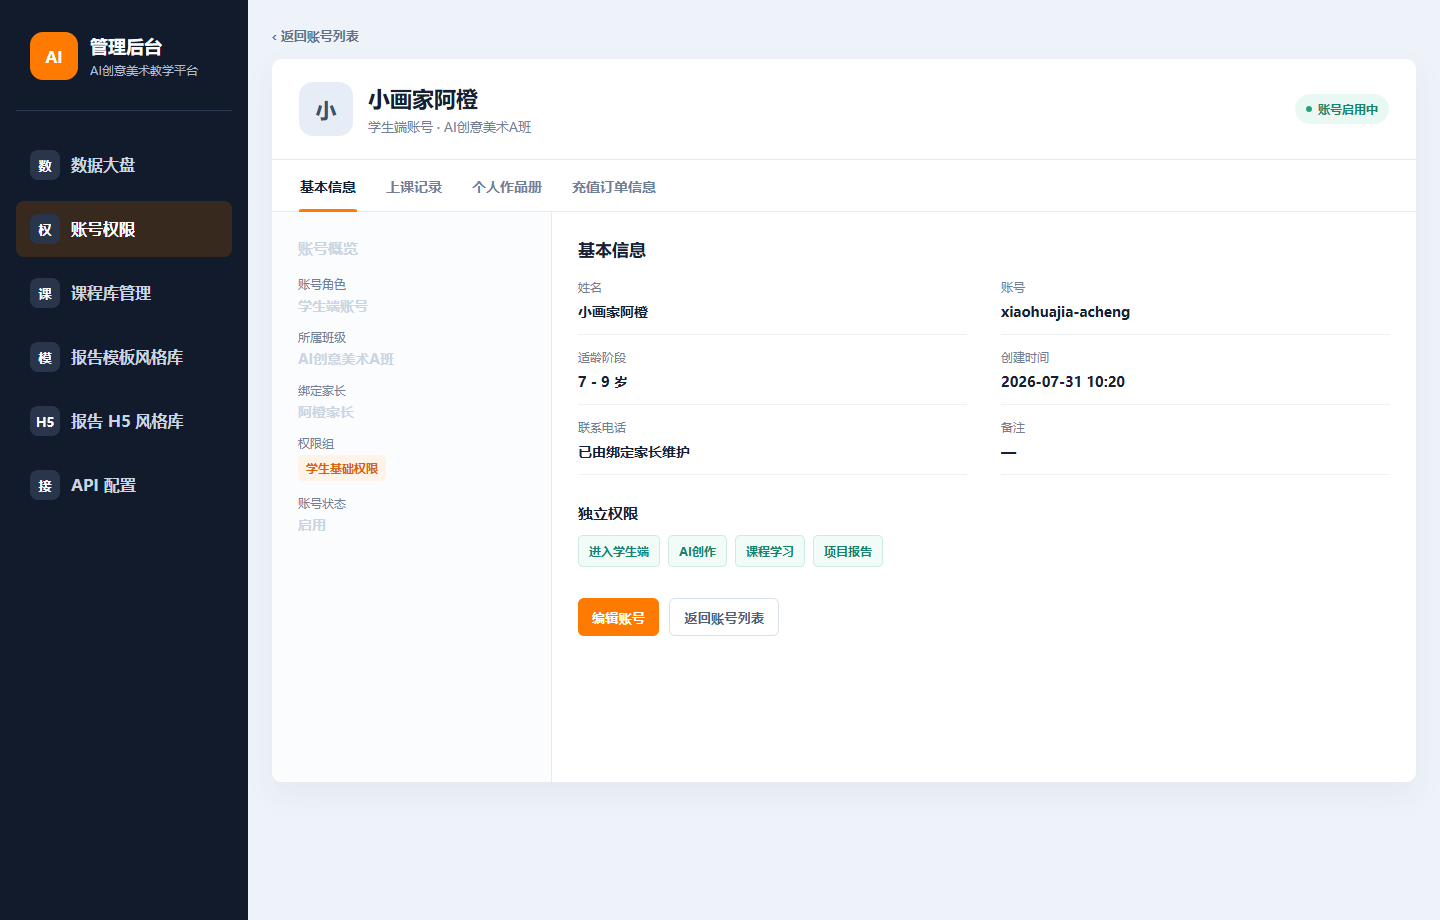 AI
管理后台
AI创意美术教学平台
数 数据大盘
权 账号权限
课 课程库管理
模 报告模板风格库
H5 报告 H5 风格库
接 API 配置
‹ 返回账号列表
小
小画家阿橙
学生端账号 · AI创意美术A班
账号启用中
基本信息 上课记录 个人作品册 充值订单信息
账号概览
账号角色
学生端账号
所属班级
AI创意美术A班
绑定家长
阿橙家长
权限组
学生基础权限
账号状态
启用
基本信息
姓名
小画家阿橙
账号
xiaohuajia-acheng
适龄阶段
7 - 9 岁
创建时间
2026-07-31 10:20
联系电话
已由绑定家长维护
备注
—
独立权限
进入学生端 AI创作 课程学习 项目报告
编辑账号 返回账号列表